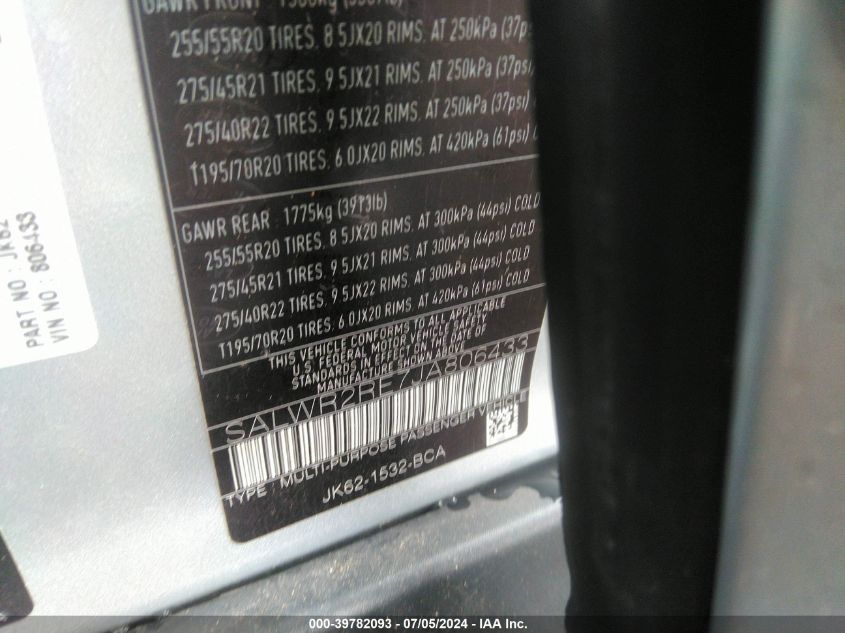 GAWR FRONT
255/55R20 TIRES. 8 5JX20 RIMS. AT 250kPa (37ps
275/45R21 TIRES. 9 5JX21 RIMS. AT 250kPa (37psi)
275/40R22 TIRES. 9 5JX22 RIMS. AT 250kPa (37psi) C
T195/70R20 TIRES. 6 0JX20 RIMS. AT 420kPa (61psi) CO
GAWR REAR 1775kg (3913lb)
255/55R20 TIRES. 8 5JX20 RIMS. AT 300kPa (44psi) COLD
275/45R21 TIRES. 9 5JX21 RIMS. AT 300kPa (44psi) COLD
275/40R22 TIRES. 9 5JX22 RIMS. AT 300kPa (44psi) COLD
T195/70R20 TIRES. 6 0JX20 RIMS. AT 420kPa (61psi) COLD
THIS VEHICLE CONFORMS TO ALL APPLICABLE
U.S. FEDERAL MOTOR VEHICLE SAFETY
STANDARDS IN EFFECT ON THE DATE OF
MANUFACTURE SHOWN ABOVE
SALWR2RE7JA806433
TYPE : MULTI-PURPOSE PASSENGER VEHICLE
JK62-1532-BCA
PART NO : JK62
VIN NO : 806433
000-39782093 - 07/05/2024 - IAA Inc.